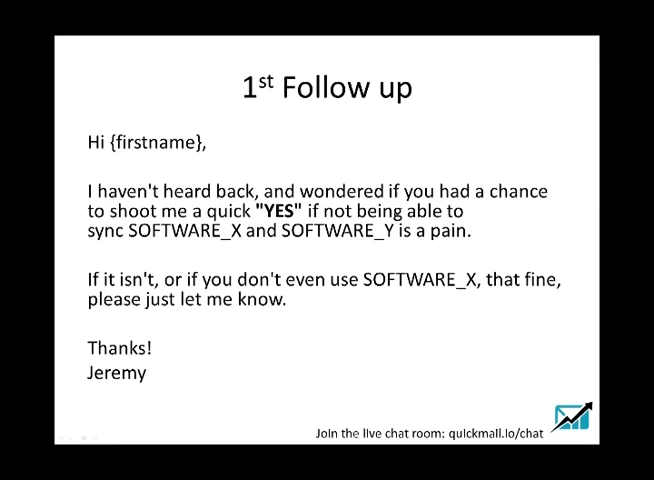 1st Follow up
Hi {firstname},
I haven't heard back, and wondered if you had a chance
to shoot me a quick "YES" if not being able to
sync SOFTWARE_X and SOFTWARE_Y is a pain.
If it isn't, or if you don't even use SOFTWARE_X, that fine,
please just let me know.
Thanks!
Jeremy
Join the live chat room: quickmail.io/chat